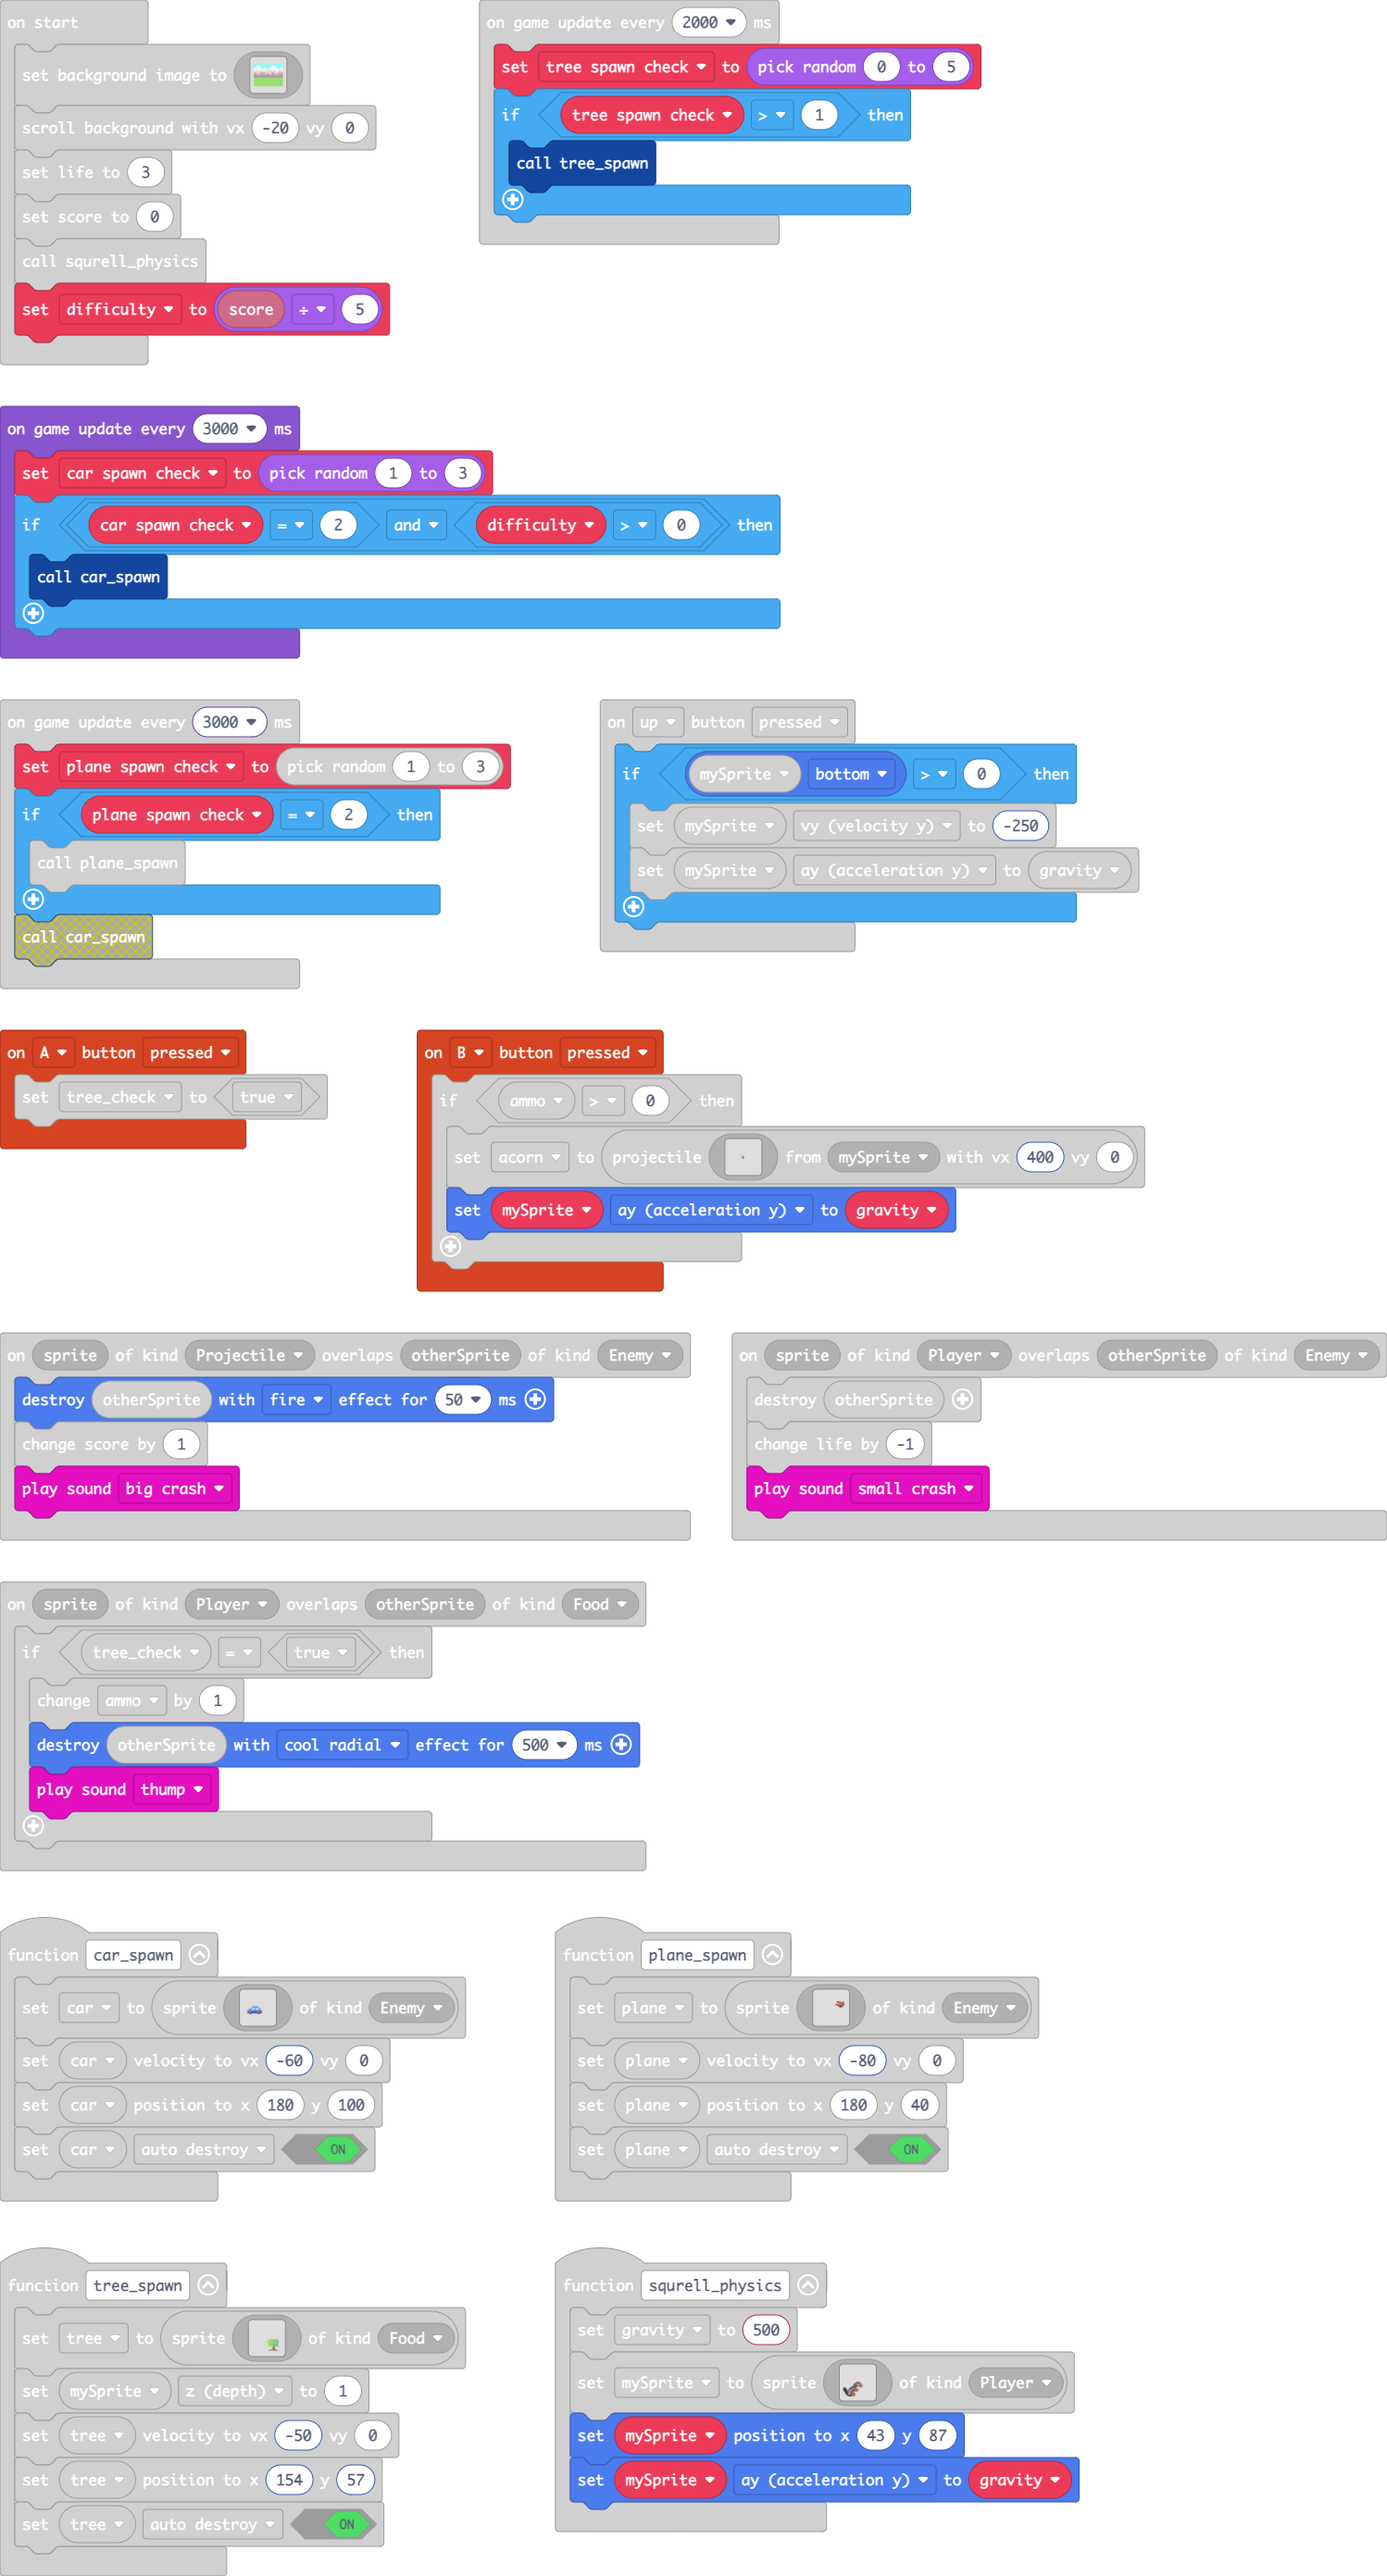 on start
set background image to
scroll background with vx -20 vy 0
set life to 3
set score to 0
call squrell_physics
set difficulty to score ÷ 5
on game update every 2000 ms
set tree spawn check to pick random 0 to 5
if tree spawn check > 1 then
call tree_spawn
on game update every 3000 ms
set car spawn check to pick random 1 to 3
if car spawn check = 2 and difficulty > 0 then
call car_spawn
on game update every 3000 ms
set plane spawn check to pick random 1 to 3
if plane spawn check = 2 then
call plane_spawn
call car_spawn
on up button pressed
if mySprite bottom > 0 then
set mySprite vy (velocity y) to -250
set mySprite ay (acceleration y) to gravity
on A button pressed
set tree_check to true
on B button pressed
if ammo > 0 then
set acorn to projectile from mySprite with vx 400 vy 0
set mySprite ay (acceleration y) to gravity
on sprite of kind Projectile overlaps otherSprite of kind Enemy
destroy otherSprite with fire effect for 50 ms
change score by 1
play sound big crash
on sprite of kind Player overlaps otherSprite of kind Enemy
destroy otherSprite
change life by -1
play sound small crash
on sprite of kind Player overlaps otherSprite of kind Food
if tree_check = true then
change ammo by 1
destroy otherSprite with cool radial effect for 500 ms
play sound thump
function car_spawn
set car to sprite of kind Enemy
set car velocity to vx -60 vy 0
set car position to x 180 y 100
set car auto destroy ON
function plane_spawn
set plane to sprite of kind Enemy
set plane velocity to vx -80 vy 0
set plane position to x 180 y 40
set plane auto destroy ON
function tree_spawn
set tree to sprite of kind Food
set mySprite z (depth) to 1
set tree velocity to vx -50 vy 0
set tree position to x 154 y 57
set tree auto destroy ON
function squrell_physics
set gravity to 500
set mySprite to sprite of kind Player
set mySprite position to x 43 y 87
set mySprite ay (acceleration y) to gravity